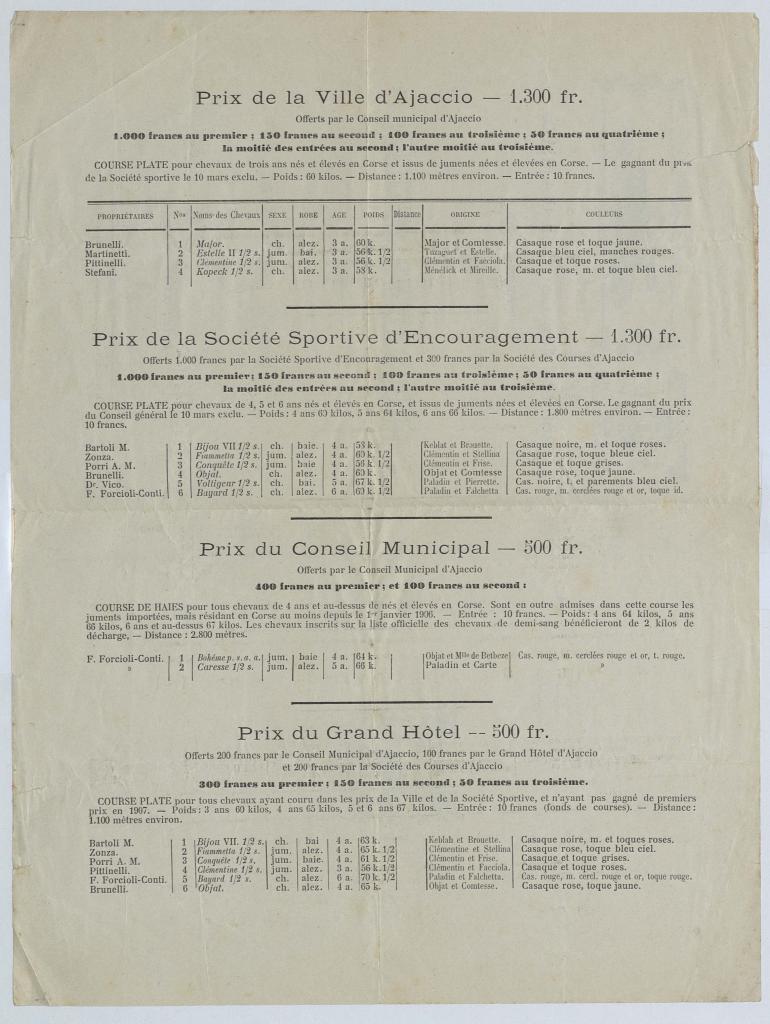 Prix de la Ville d'Ajaccio — 1.300 fr.
Offerts par le Conseil municipal d'Ajaccio
1.000 francs au premier ; 150 francs au second ; 100 francs au troisième ; 50 francs au quatrième ;
la moitié des entrées au second ; l'autre moitié au troisième.
COURSE PLATE pour chevaux de trois ans nés et élevés en Corse et issus de juments nées et élevées en Corse. — Le gagnant du prix
de la Société sportive le 10 mars exclu. — Poids : 60 kilos. — Distance : 1.100 mètres environ. — Entrée : 10 francs.
PROPRIÉTAIRES Nos Noms des Chevaux SEXE ROBE AGE POIDS Distance ORIGINE COULEURS
Brunelli. 1 Major. ch. alez. 3 a. 60 k. Major et Comtesse. Casaque rose et toque jaune.
Martinetti. 2 Estelle II 1/2 s. jum. bai. 3 a. 56 k. 1/2 Tuzaguet et Estelle. Casaque bleu ciel, manches rouges.
Pittinelli. 3 Clémentine 1/2 s. jum. alez. 3 a. 56 k. 1/2 Clémentin et Facciola. Casaque et toque roses.
Stefani. 4 Kopeck 1/2 s. ch. alez. 3 a. 58 k. Ménélick et Mireille. Casaque rose, m. et toque bleu ciel.
Prix de la Société Sportive d'Encouragement — 1.300 fr.
Offerts 1.000 francs par la Société Sportive d'Encouragement et 300 francs par la Société des Courses d'Ajaccio
1.000 francs au premier ; 150 francs au second ; 100 francs au troisième ; 50 francs au quatrième ;
la moitié des entrées au second ; l'autre moitié au troisième.
COURSE PLATE pour chevaux de 4, 5 et 6 ans nés et élevés en Corse, et issus de juments nées et élevées en Corse. Le gagnant du prix
du Conseil général le 10 mars exclu. — Poids : 4 ans 60 kilos, 5 ans 64 kilos, 6 ans 66 kilos. — Distance : 1.800 mètres environ. — Entrée :
10 francs.
Bartoli M. 1 Bijou VII 1/2 s. ch. baie. 4 a. 58 k. Keblat et Brouette. Casaque noire, m. et toque roses.
Zonza. 2 Fiammetta 1/2 s. jum. alez. 4 a. 60 k. 1/2 Clémentin et Stellina Casaque rose, toque bleue ciel.
Porri A. M. 3 Conquête 1/2 s. jum. baie 4 a. 56 k. 1/2 Clémentin et Frise. Casaque et toque grises.
Brunelli. 4 Objat. ch. alez. 4 a. 60 k. Objat et Comtesse Casaque rose, toque jaune.
Dr. Vico. 5 Voltigeur 1/2 s. ch. bai. 5 a. 67 k. 1/2 Paladin et Pierrette. Cas. noire, t. et parements bleu ciel.
F. Forcioli-Conti. 6 Bayard 1/2 s. ch. alez. 6 a. 69 k. 1/2 Paladin et Falchetta Cas. rouge, m. cerclées rouge et or, toque id.
Prix du Conseil Municipal — 500 fr.
Offerts par le Conseil Municipal d'Ajaccio
400 francs au premier ; et 100 francs au second :
COURSE DE HAIES pour tous chevaux de 4 ans et au-dessus de nés et élevés en Corse. Sont en outre admises dans cette course les
juments importées, mais résidant en Corse au moins depuis le 1er janvier 1906. — Entrée : 10 francs. — Poids : 4 ans 64 kilos, 5 ans
66 kilos, 6 ans et au-dessus 67 kilos. Les chevaux inscrits sur la liste officielle des chevaux de demi-sang bénéficieront de 2 kilos de
décharge, — Distance : 2.800 mètres.
F. Forcioli-Conti. 1 Bohême p. s. a. a. jum. baie 4 a. 64 k. Objat et Mlle de Betbeze Cas. rouge, m. cerclées rouge et or, t. rouge.
» 2 Caresse 1/2 s. jum. alez. 5 a. 66 k. Paladin et Carte »
Prix du Grand Hôtel -- 500 fr.
Offerts 200 francs par le Conseil Municipal d'Ajaccio, 100 francs par le Grand Hôtel d'Ajaccio
et 200 francs par la Société des Courses d'Ajaccio
300 francs au premier ; 150 francs au second ; 50 francs au troisième.
COURSE PLATE pour tous chevaux ayant couru dans les prix de la Ville et de la Société Sportive, et n'ayant pas gagné de premiers
prix en 1907. — Poids : 3 ans 60 kilos, 4 ans 65 kilos, 5 et 6 ans 67 kilos. — Entrée : 10 francs (fonds de courses). — Distance :
1.100 mètres environ.
Bartoli M. 1 Bijou VII. 1/2 s. ch. bai 4 a. 63 k. Keblah et Brouette. Casaque noire, m. et toques roses.
Zonza. 2 Fiammetta 1/2 s. jum. alez. 4 a. 65 k. 1/2 Clémentine et Stellina Casaque rose, toque bleu ciel.
Porri A. M. 3 Conquête 1/2 s. jum. baie. 4 a. 61 k. 1/2 Clémentin et Frise. Casaque et toque grises.
Pittinelli. 4 Clémentine 1/2 s. jum. alez. 3 a. 56 k. 1/2 Clémentin et Facciola. Casaque et toque roses.
F. Forcioli-Conti. 5 Bayard 1/2 s. ch. alez. 6 a. 70 k. 1/2 Paladin et Falchetta. Cas. rouge, m. cercl. rouge et or, toque rouge.
Brunelli. 6 Objat. ch. alez. 4 a. 65 k. Objat et Comtesse. Casaque rose, toque jaune.